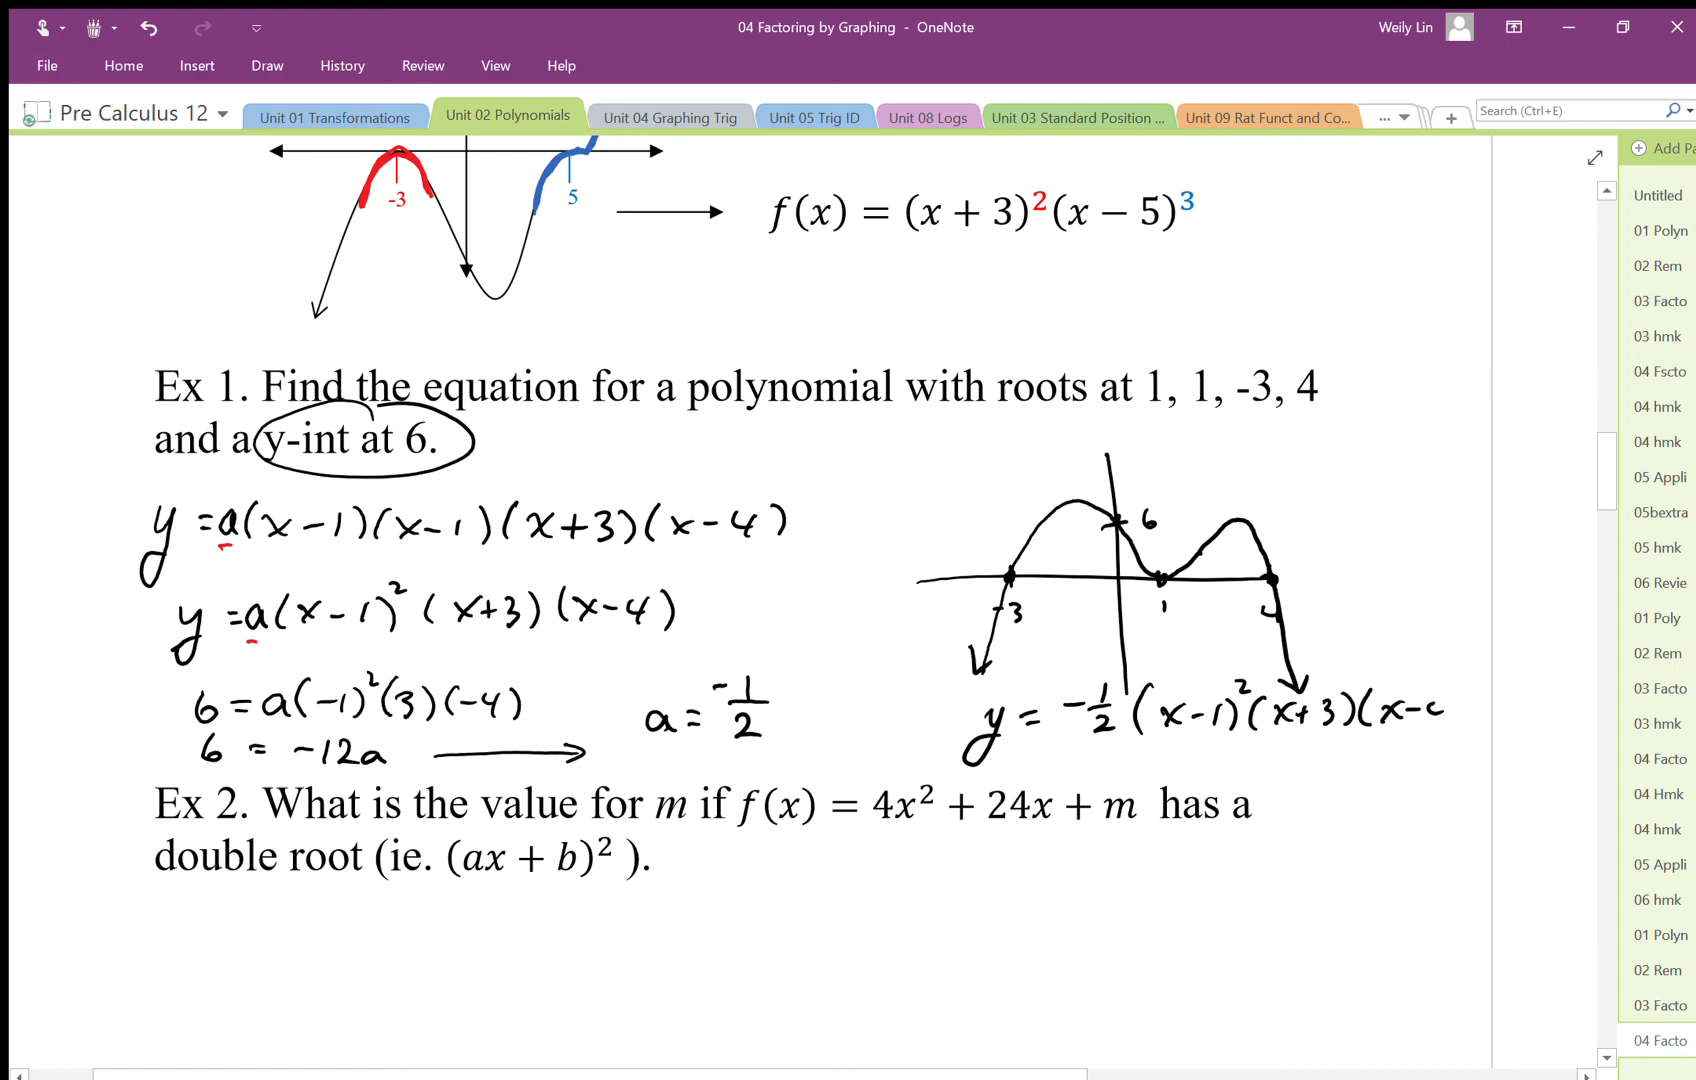 04 Factoring by Graphing - OneNote
Weily Lin
File Home Insert Draw History Review View Help
Pre Calculus 12
Unit 01 Transformations Unit 02 Polynomials Unit 04 Graphing Trig Unit 05 Trig ID Unit 08 Logs Unit 03 Standard Position ... Unit 09 Rat Funct and Co... ... +
Search (Ctrl+E)
-3
5
f(x) = (x + 3)²(x − 5)³
Ex 1. Find the equation for a polynomial with roots at 1, 1, -3, 4
and a y-int at 6.
y = a(x-1)(x-1)(x+3)(x-4)
y = a(x-1)²(x+3)(x-4)
6 = a(-1)²(3)(-4)
6 = -12a
a = -1/2
6
-3
1
4
y = -1/2 (x-1)²(x+3)(x-
Ex 2. What is the value for m if f(x) = 4x² + 24x + m has a
double root (ie. (ax + b)² ).
Add Pa
Untitled
01 Polyn
02 Rem
03 Facto
03 hmk
04 Fscto
04 hmk
04 hmk
05 Appli
05bextra
05 hmk
06 Revie
01 Poly
02 Rem
03 Facto
03 hmk
04 Facto
04 Hmk
04 hmk
05 Appli
06 hmk
01 Polyn
02 Rem
03 Facto
04 Facto